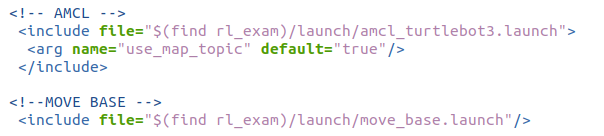 <!-- AMCL -->
<include file="$(find rl_exam)/launch/amcl_turtlebot3.launch">
<arg name="use_map_topic" default="true"/>
</include>
<!--MOVE BASE -->
<include file="$(find rl_exam)/launch/move_base.launch"/>